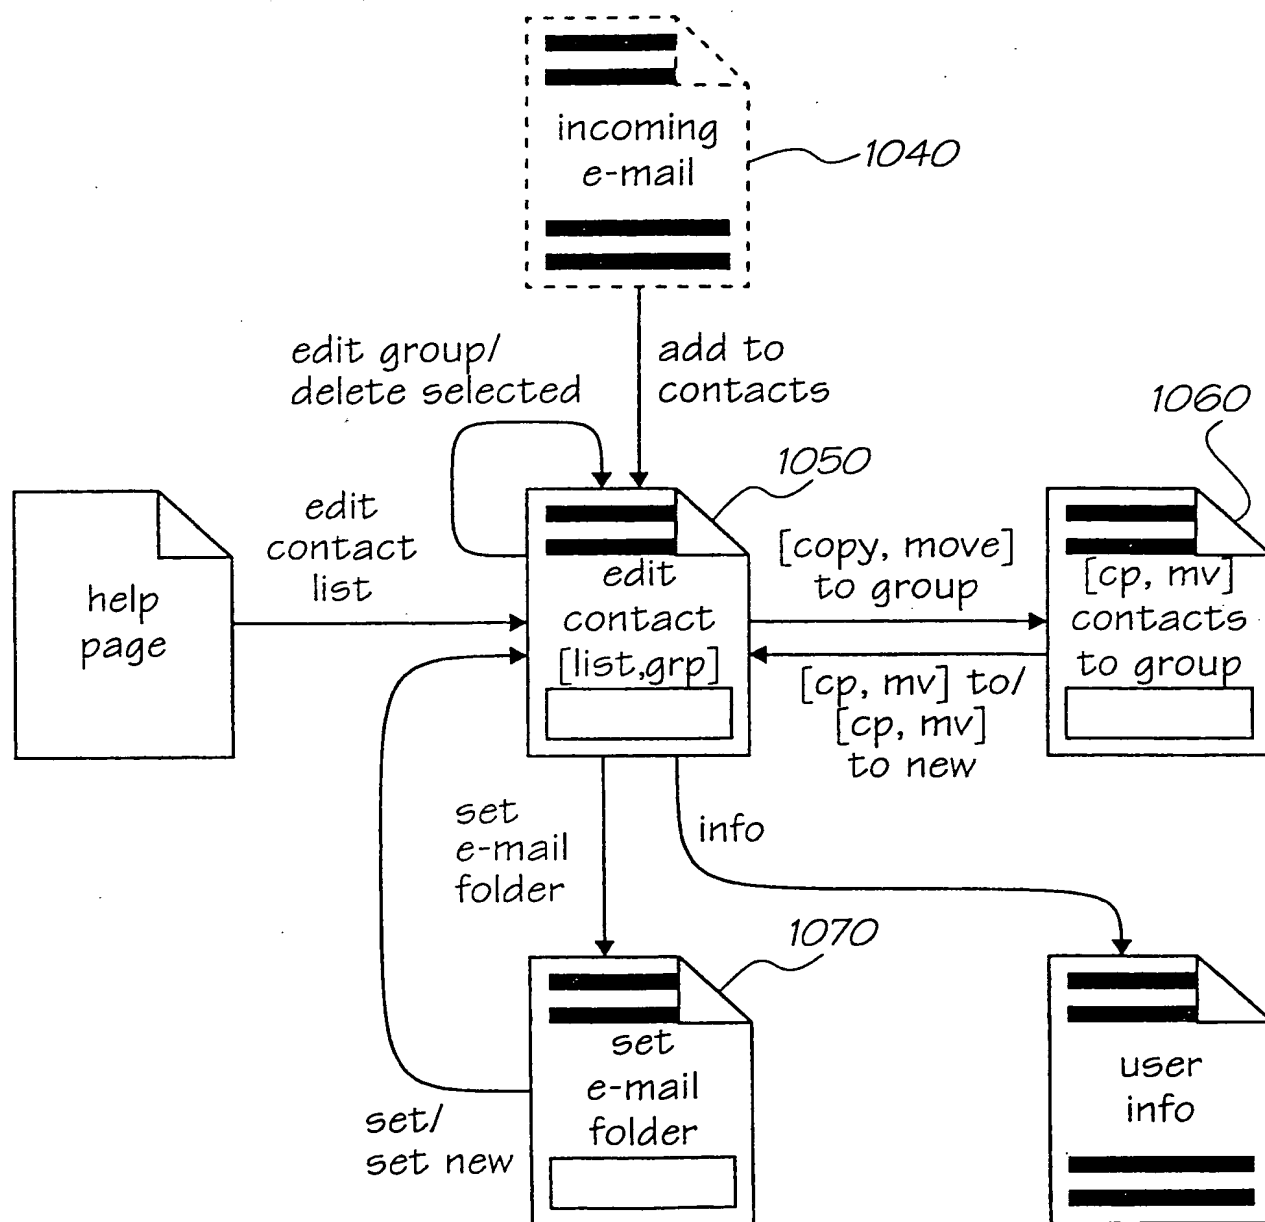 incoming
e-mail
1040
edit group/
delete selected
add to
contacts
1060
1050
edit
contact
list
help
page
edit
contact
[list,grp]
[copy, move]
to group
[cp, mv]
contacts
to group
[cp, mv] to/
[cp, mv]
to new
set
e-mail
folder
info
1070
set
e-mail
folder
set/
set new
user
info